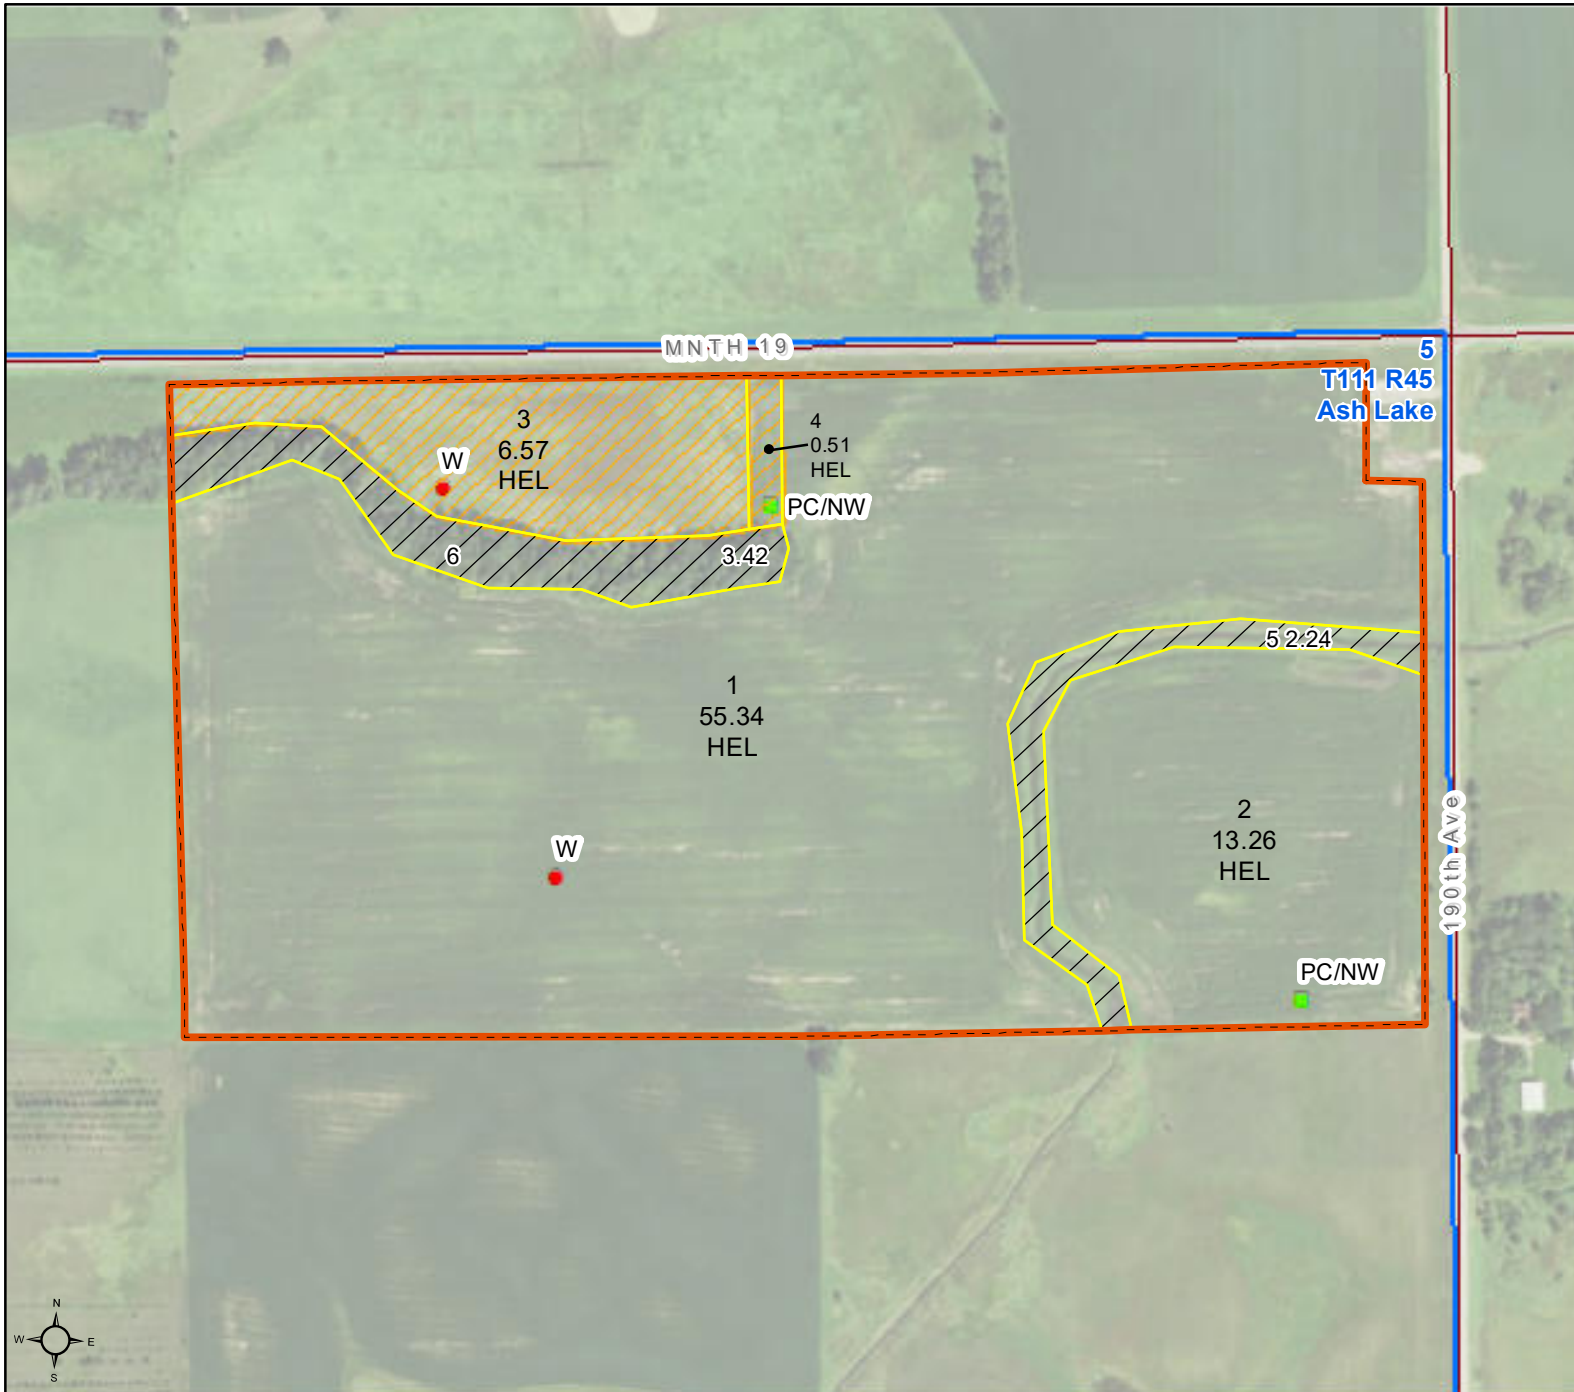 MNTH 19
5
T111 R45
Ash Lake
3
6.57
HEL
W
4
0.51
HEL
PC/NW
6
3.42
5 2.24
1
55.34
HEL
2
13.26
HEL
190th Ave
W
PC/NW
N
W
E
S